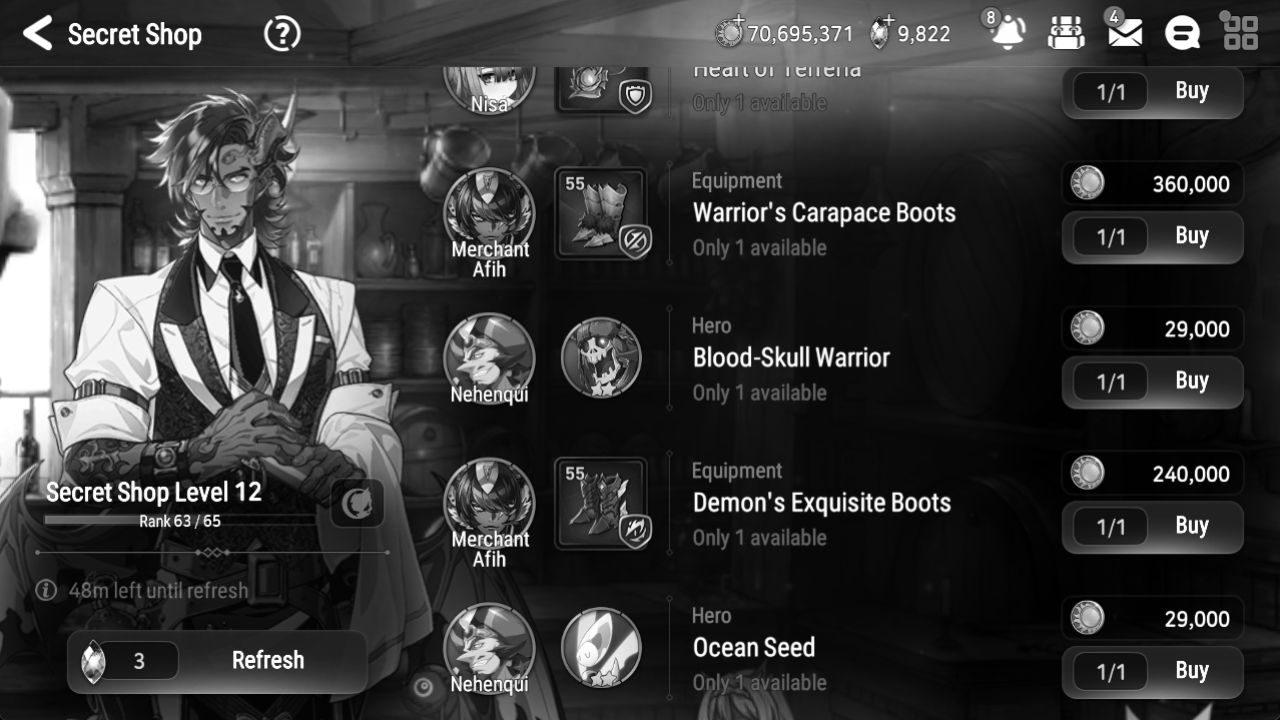 Secret Shop
?
70,695,371
9,822
8
4
Nisa
Heart of Tenebria
Only 1 available
1/1
Buy
Merchant
Afih
55
Equipment
Warrior's Carapace Boots
Only 1 available
360,000
1/1
Buy
Nehenqui
Hero
Blood-Skull Warrior
Only 1 available
29,000
1/1
Buy
Merchant
Afih
55
Equipment
Demon's Exquisite Boots
Only 1 available
240,000
1/1
Buy
Nehenqui
Hero
Ocean Seed
Only 1 available
29,000
1/1
Buy
Secret Shop Level 12
Rank 63 / 65
48m left until refresh
3
Refresh